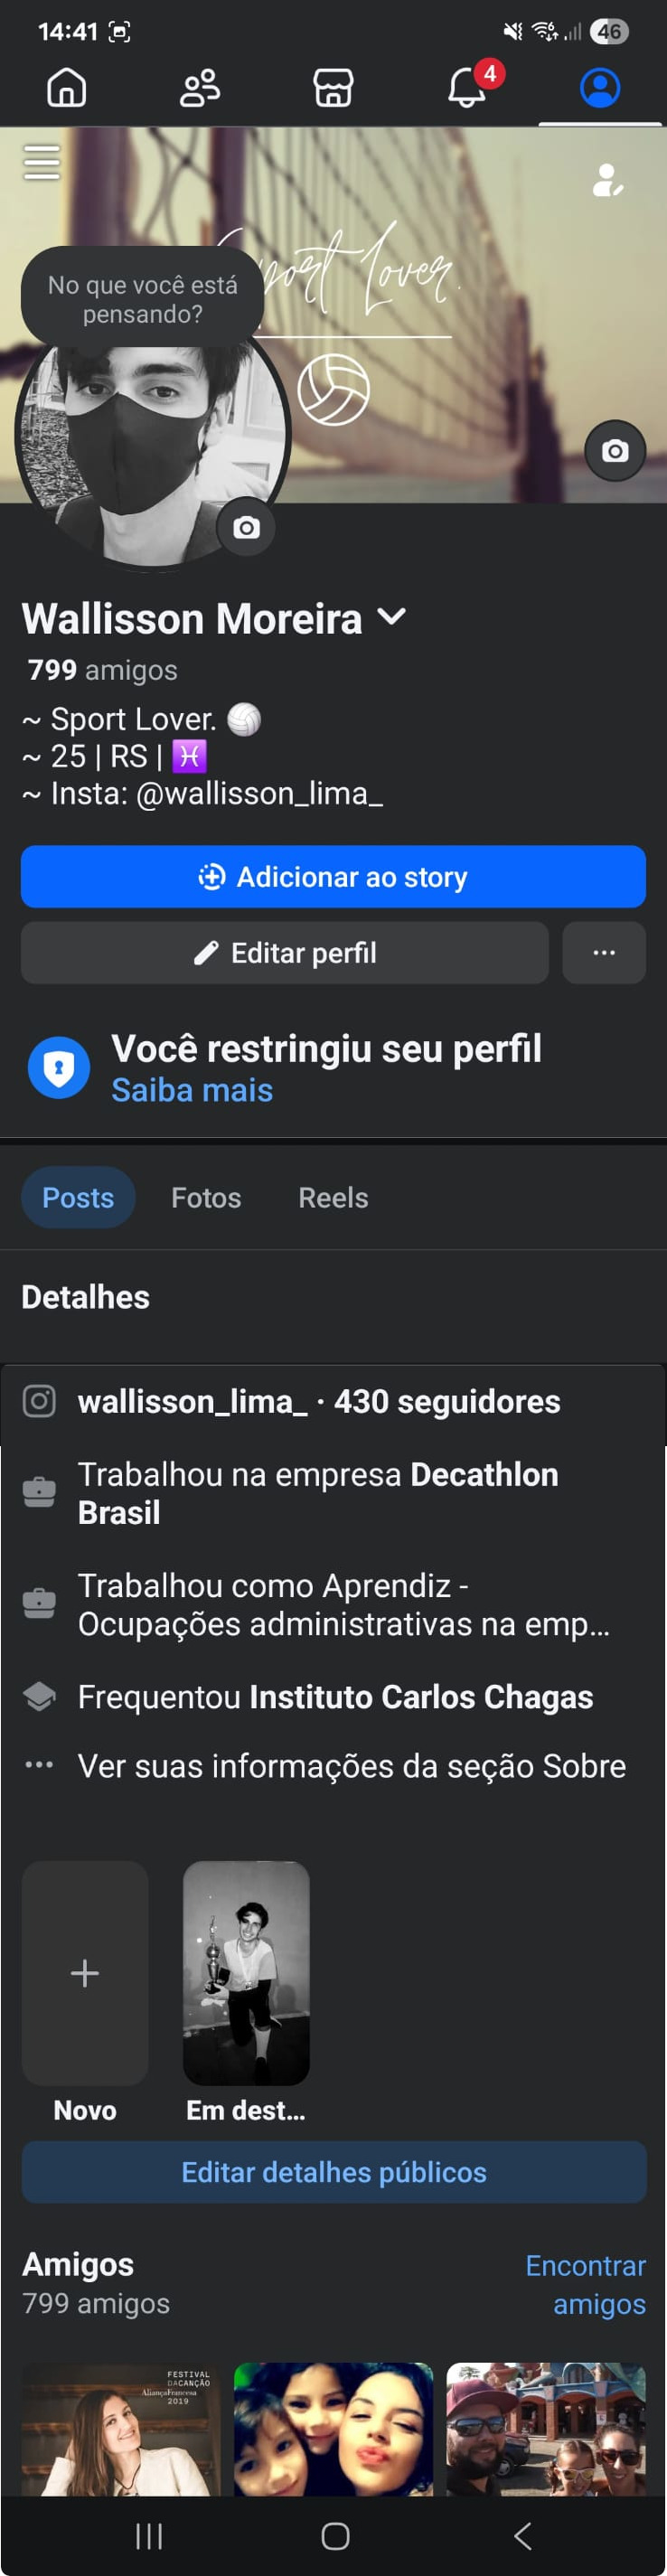 14:41
46
4
Sport Lover.
No que você está
pensando?
Wallisson Moreira
799 amigos
~ Sport Lover. 🏐
~ 25 | RS | ♓
~ Insta: @wallisson_lima_
Adicionar ao story
Editar perfil
Você restringiu seu perfil
Saiba mais
Posts
Fotos
Reels
Detalhes
wallisson_lima_ · 430 seguidores
Trabalhou na empresa Decathlon
Brasil
Trabalhou como Aprendiz -
Ocupações administrativas na emp...
Frequentou Instituto Carlos Chagas
Ver suas informações da seção Sobre
Novo
Em dest...
Editar detalhes públicos
Amigos
799 amigos
Encontrar
amigos
FESTIVAL
DACANÇÃO
AliançaFrancesa
2019